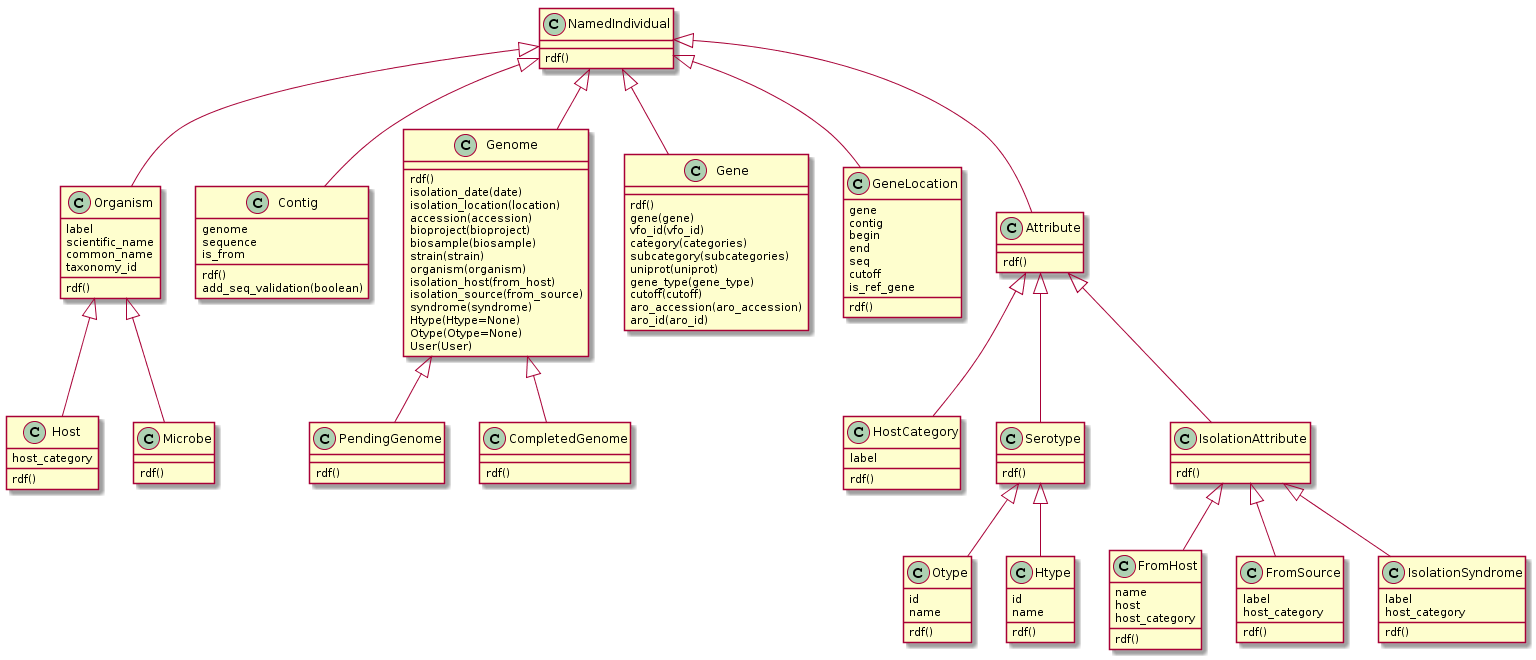 C NamedIndividual
rdf()
C Organism
label
scientific_name
common_name
taxonomy_id
rdf()
C Contig
genome
sequence
is_from
rdf()
add_seq_validation(boolean)
C Genome
rdf()
isolation_date(date)
isolation_location(location)
accession(accession)
bioproject(bioproject)
biosample(biosample)
strain(strain)
organism(organism)
isolation_host(from_host)
isolation_source(from_source)
syndrome(syndrome)
Htype(Htype=None)
Otype(Otype=None)
User(User)
C Gene
rdf()
gene(gene)
vfo_id(vfo_id)
category(categories)
subcategory(subcategories)
uniprot(uniprot)
gene_type(gene_type)
cutoff(cutoff)
aro_accession(aro_accession)
aro_id(aro_id)
C GeneLocation
gene
contig
begin
end
seq
cutoff
is_ref_gene
rdf()
C Attribute
rdf()
C Host
host_category
rdf()
C Microbe
rdf()
C PendingGenome
rdf()
C CompletedGenome
rdf()
C HostCategory
label
rdf()
C Serotype
rdf()
C IsolationAttribute
rdf()
C Otype
id
name
rdf()
C Htype
id
name
rdf()
C FromHost
name
host
host_category
rdf()
C FromSource
label
host_category
rdf()
C IsolationSyndrome
label
host_category
rdf()